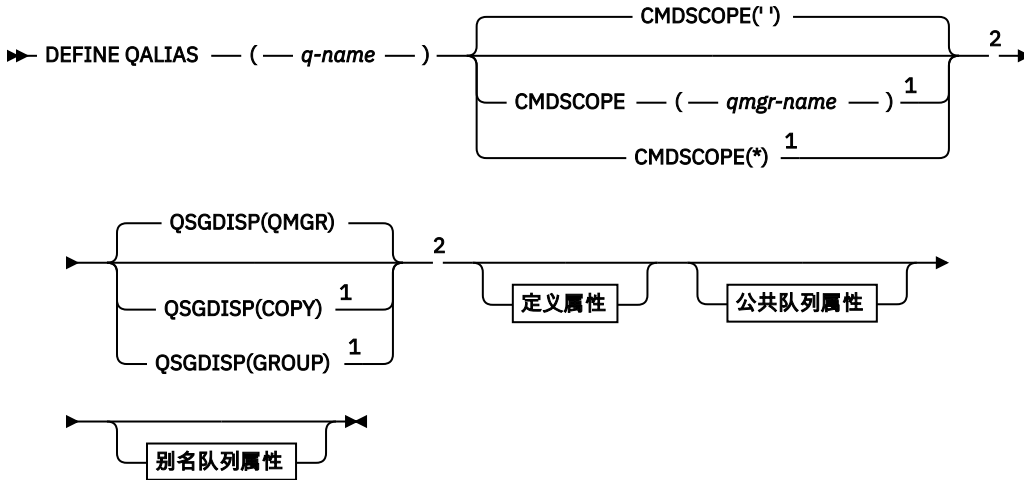 CMDSCOPE(' ')
DEFINE QALIAS ( q-name ) 2
CMDSCOPE ( qmgr-name ) 1
CMDSCOPE(*) 1
QSGDISP(QMGR)
2
QSGDISP(COPY) 1
定义属性 公共队列属性
QSGDISP(GROUP) 1
别名队列属性